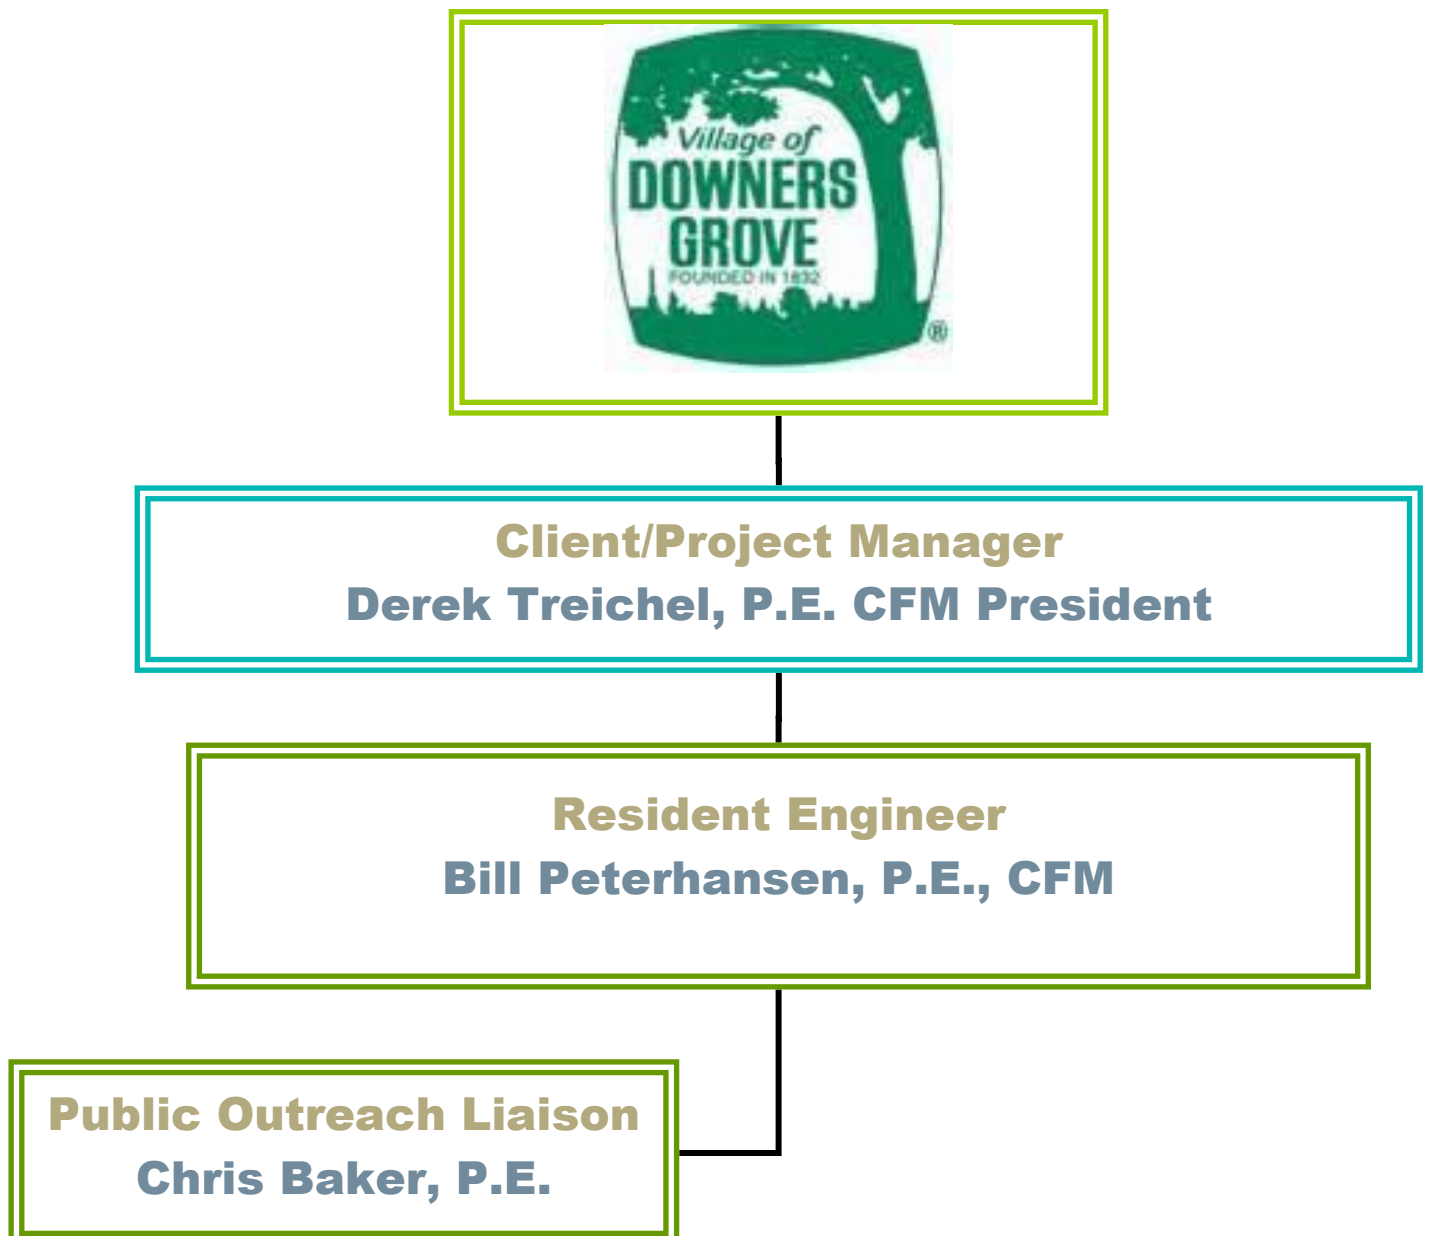 Village of
DOWNERS
GROVE
FOUNDED IN 1832
®
Client/Project Manager
Derek Treichel, P.E. CFM President
Resident Engineer
Bill Peterhansen, P.E., CFM
Public Outreach Liaison
Chris Baker, P.E.